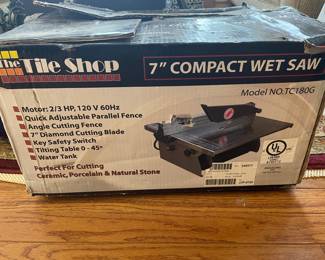 The Tile Shop
7" COMPACT WET SAW
Model NO.TC180G
• Motor: 2/3 HP, 120 V 60Hz
• Quick Adjustable Parallel Fence
• Angle Cutting Fence
• 7" Diamond Cutting Blade
• Key Safety Switch
• Tilting Table 0 - 45°
• Water Tank
Perfect For Cutting
Ceramic, Porcelain & Natural Stone
UL